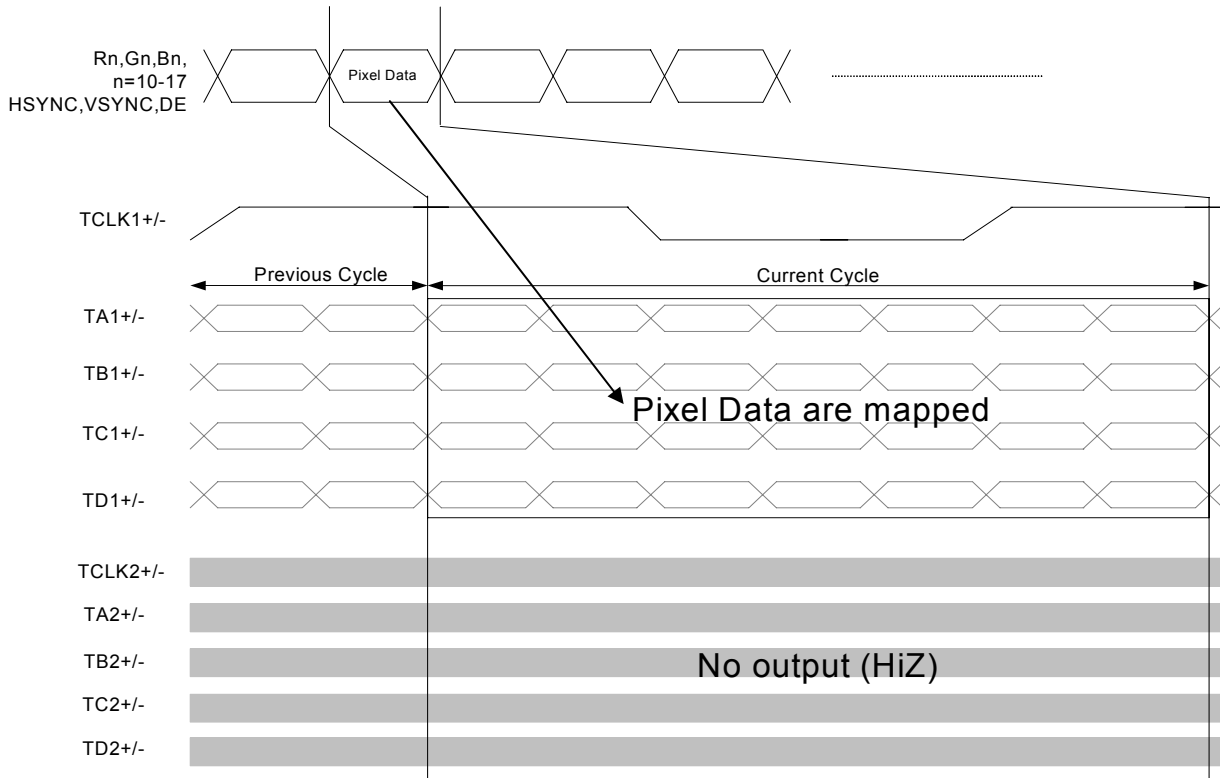 Rn,Gn,Bn,
n=10-17
HSYNC,VSYNC,DE
Pixel Data
TCLK1+/-
Previous Cycle
Current Cycle
TA1+/-
TB1+/-
Pixel Data are mapped
TC1+/-
TD1+/-
TCLK2+/-
TA2+/-
TB2+/-
No output (HiZ)
TC2+/-
TD2+/-